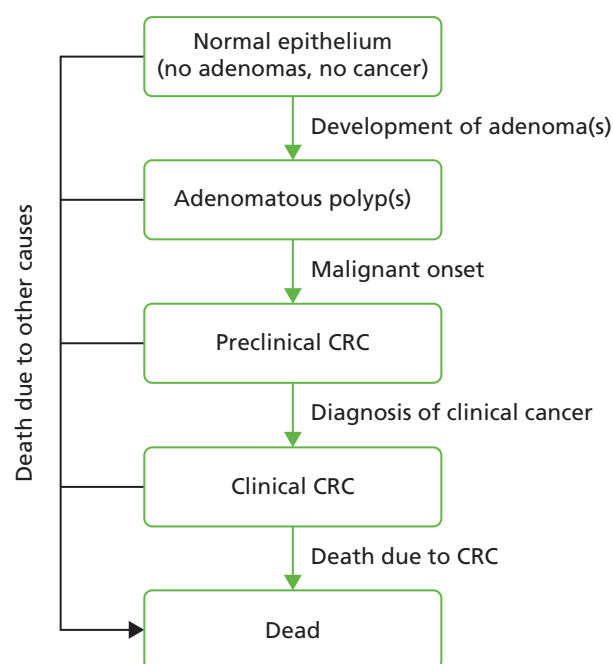 Normal epithelium
(no adenomas, no cancer)
Development of adenoma(s)
Adenomatous polyp(s)
Malignant onset
Preclinical CRC
Diagnosis of clinical cancer
Clinical CRC
Death due to CRC
Dead
Death due to other causes